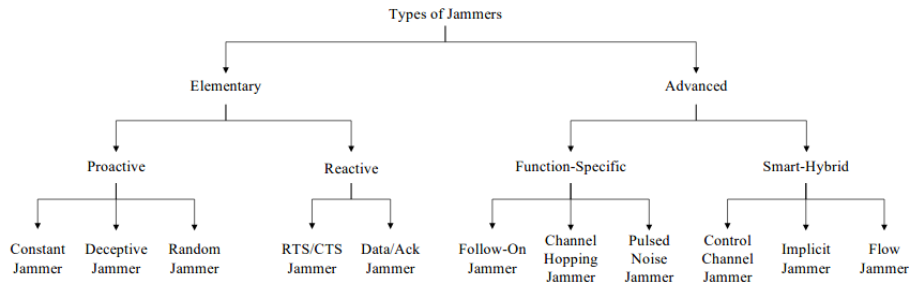 Types of Jammers
Elementary
Advanced
Proactive
Reactive
Function-Specific
Smart-Hybrid
Constant
Jammer
Deceptive
Jammer
Random
Jammer
RTS/CTS
Jammer
Data/Ack
Jammer
Follow-On
Jammer
Channel
Hopping
Jammer
Pulsed
Noise
Jammer
Control
Channel
Jammer
Implicit
Jammer
Flow
Jammer